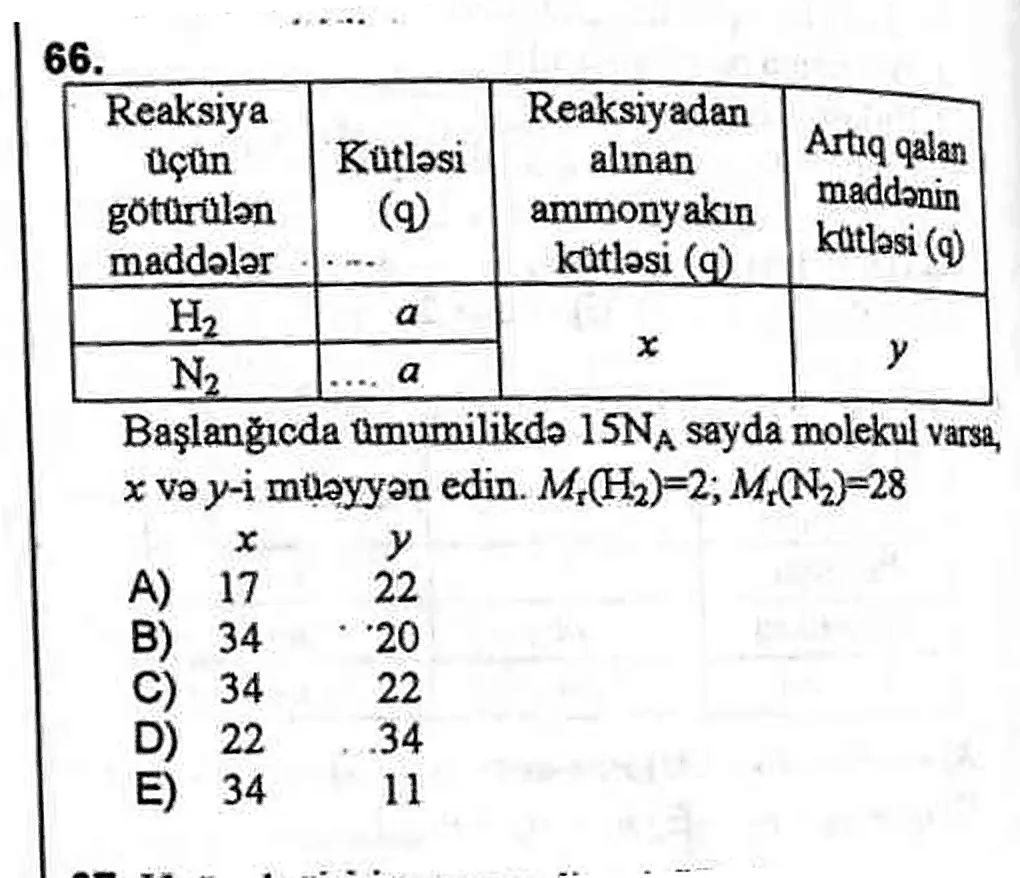 66.
Reaksiya üçün götürülən maddələr
Kütləsi (q)
Reaksiyadan alınan ammonyakın kütləsi (q)
Artıq qalan maddənin kütləsi (q)
H₂ a x y
N₂ a
Başlanğıcda ümumilikdə 15N_A sayda molekul varsa,
x və y-i müəyyən edin. Mᵣ(H₂)=2; Mᵣ(N₂)=28
x y
A) 17 22
B) 34 20
C) 34 22
D) 22 34
E) 34 11